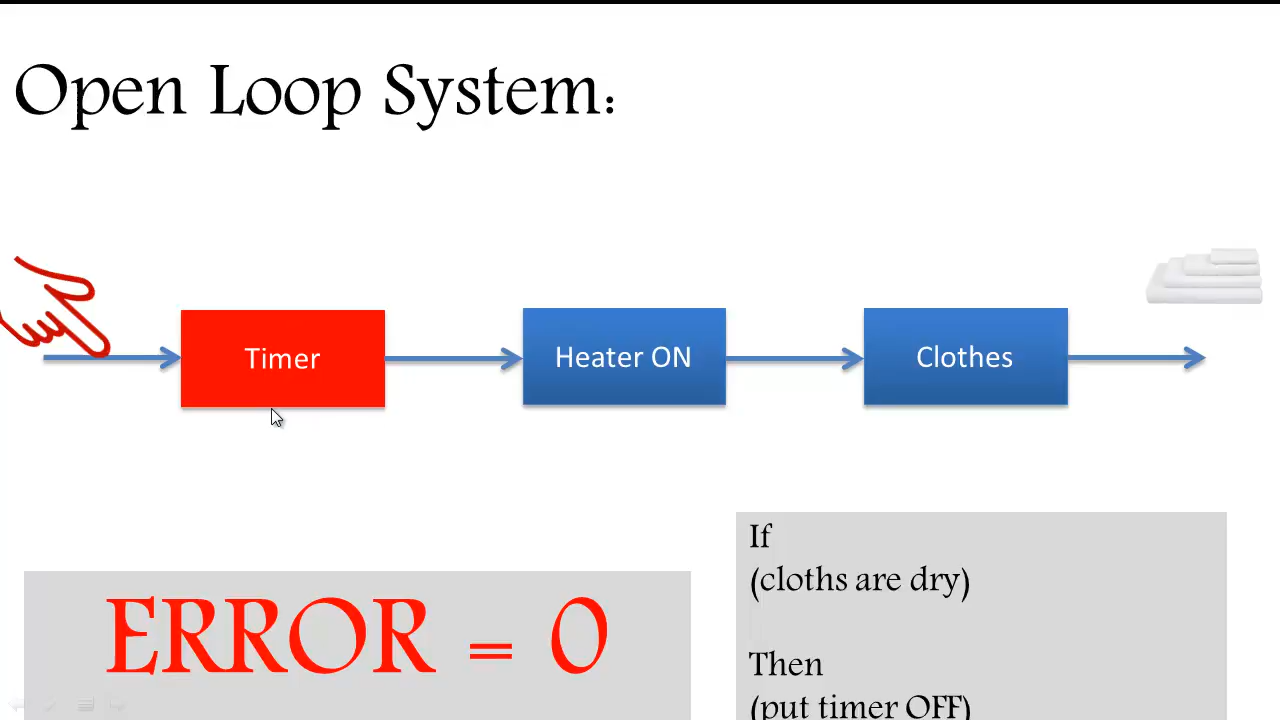 Open Loop System:
Timer
Heater ON
Clothes
ERROR = 0
If
(cloths are dry)
Then
(put timer OFF)